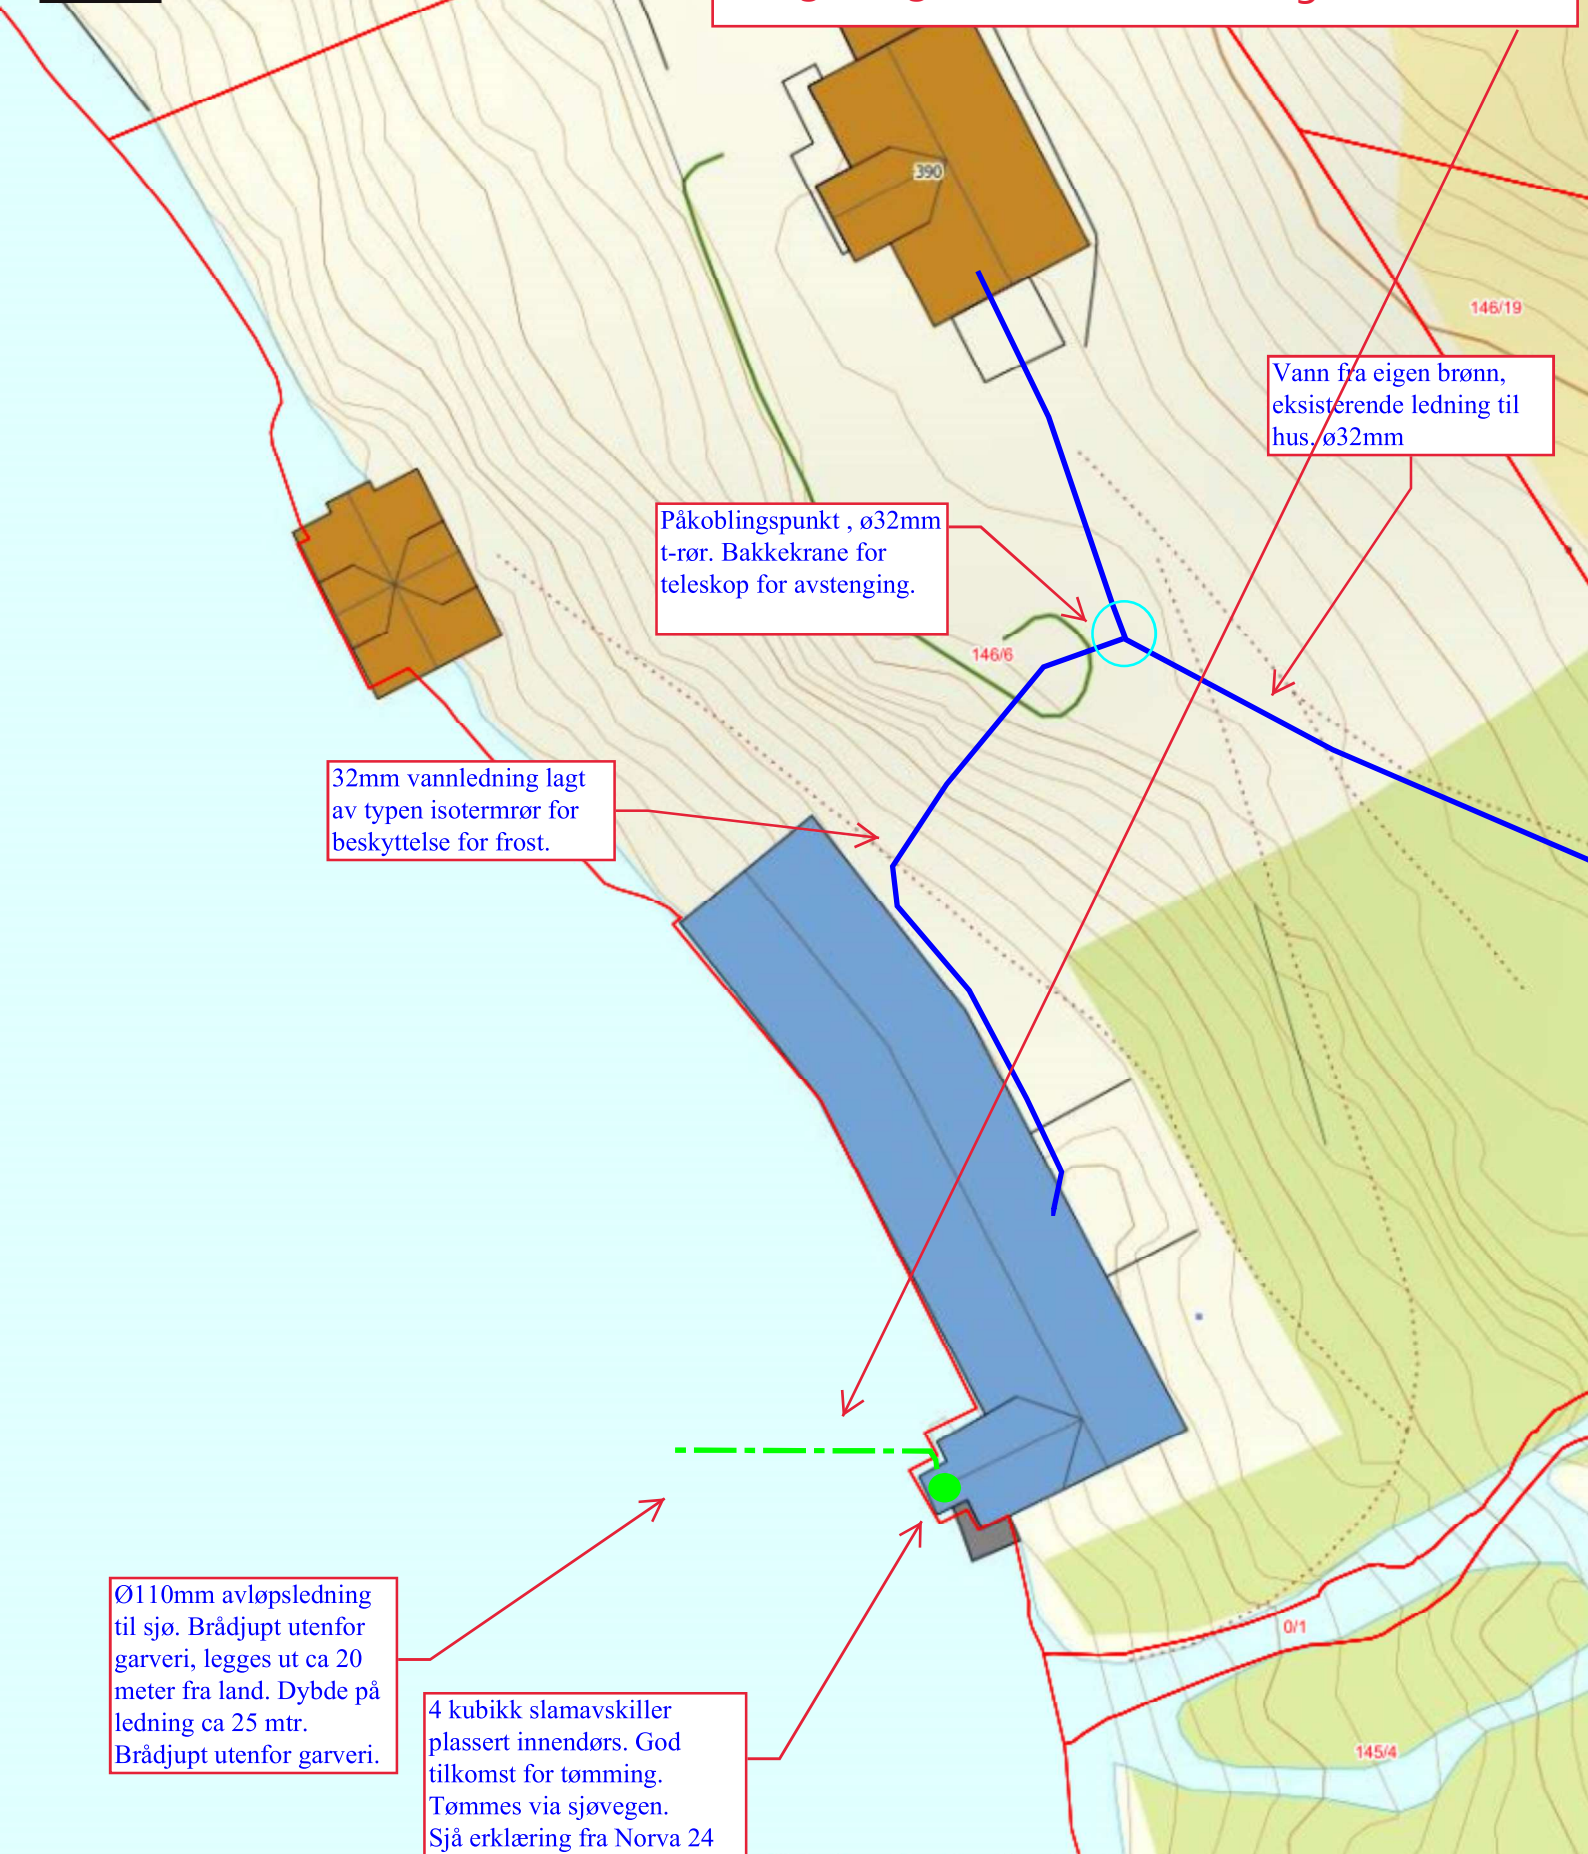 390
146/19
Vann fra eigen brønn,
eksisterende ledning til
hus. ø32mm
Påkoblingspunkt , ø32mm
t-rør. Bakkekrane for
teleskop for avstenging.
146/6
32mm vannledning lagt
av typen isotermrør for
beskyttelse for frost.
Ø110mm avløpsledning
til sjø. Brådjupt utenfor
garveri, legges ut ca 20
meter fra land. Dybde på
ledning ca 25 mtr.
Brådjupt utenfor garveri.
0/1
4 kubikk slamavskiller
plassert innendørs. God
tilkomst for tømming.
Tømmes via sjøvegen.
Sjå erklæring fra Norva 24
145/4